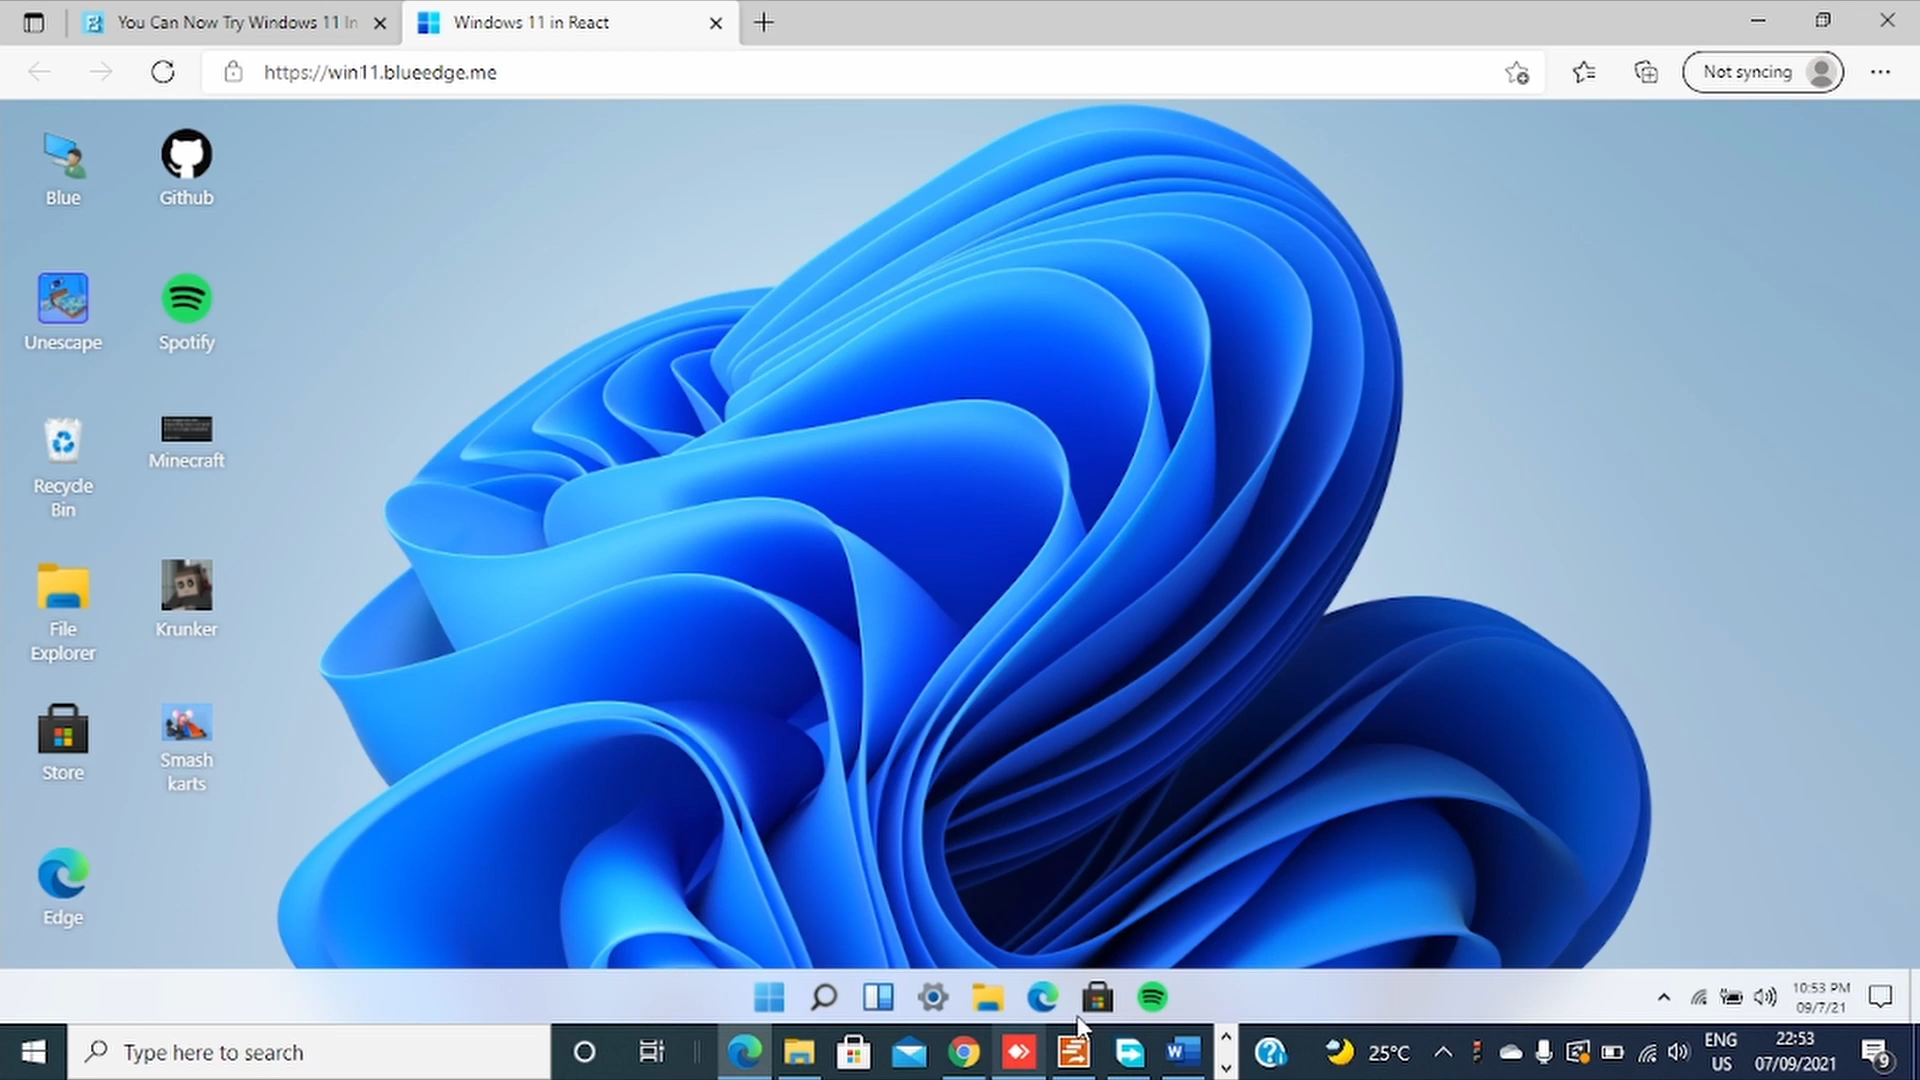 You Can Now Try Windows 11 In
Windows 11 in React
https://win11.blueedge.me
Not syncing
Blue
Github
Unescape
Spotify
Recycle
Bin
Minecraft
File
Explorer
Krunker
Store
Smash
karts
Edge
10:53 PM
09/7/21
Type here to search
25°C
ENG
US
22:53
07/09/2021
9